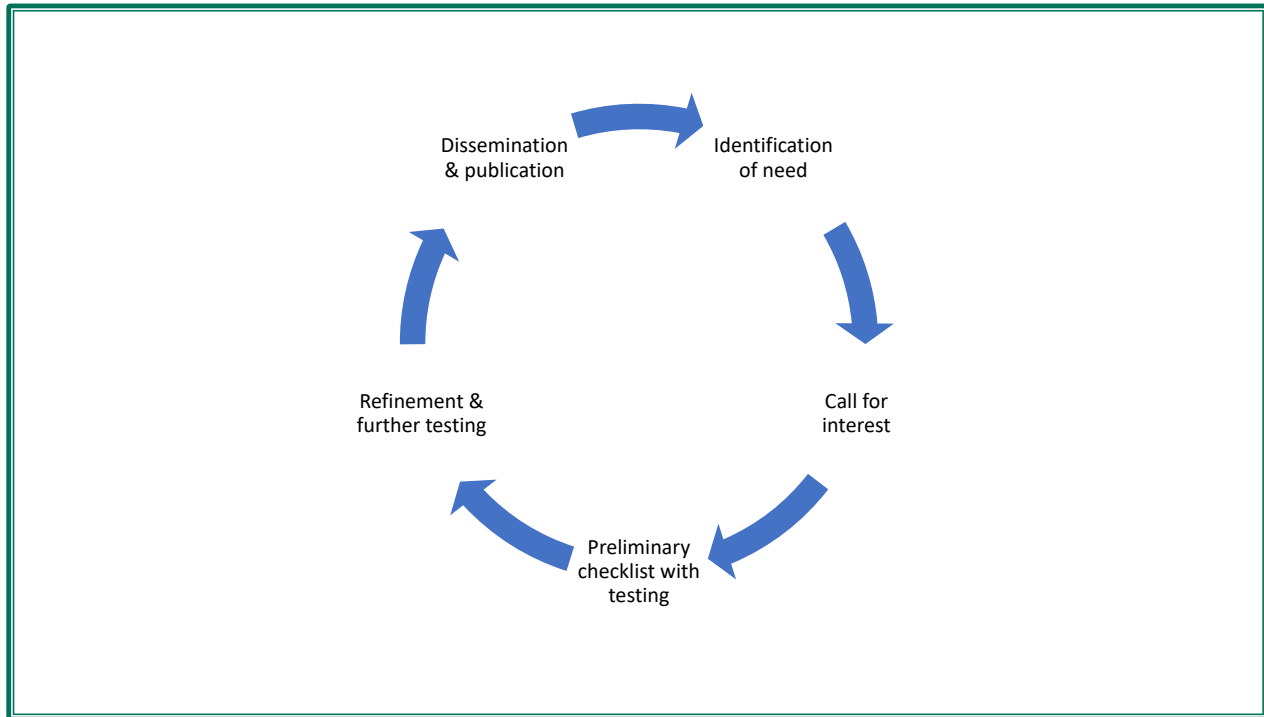 Identification
of need
Call for
interest
Preliminary
checklist with
testing
Refinement &
further testing
Dissemination
& publication